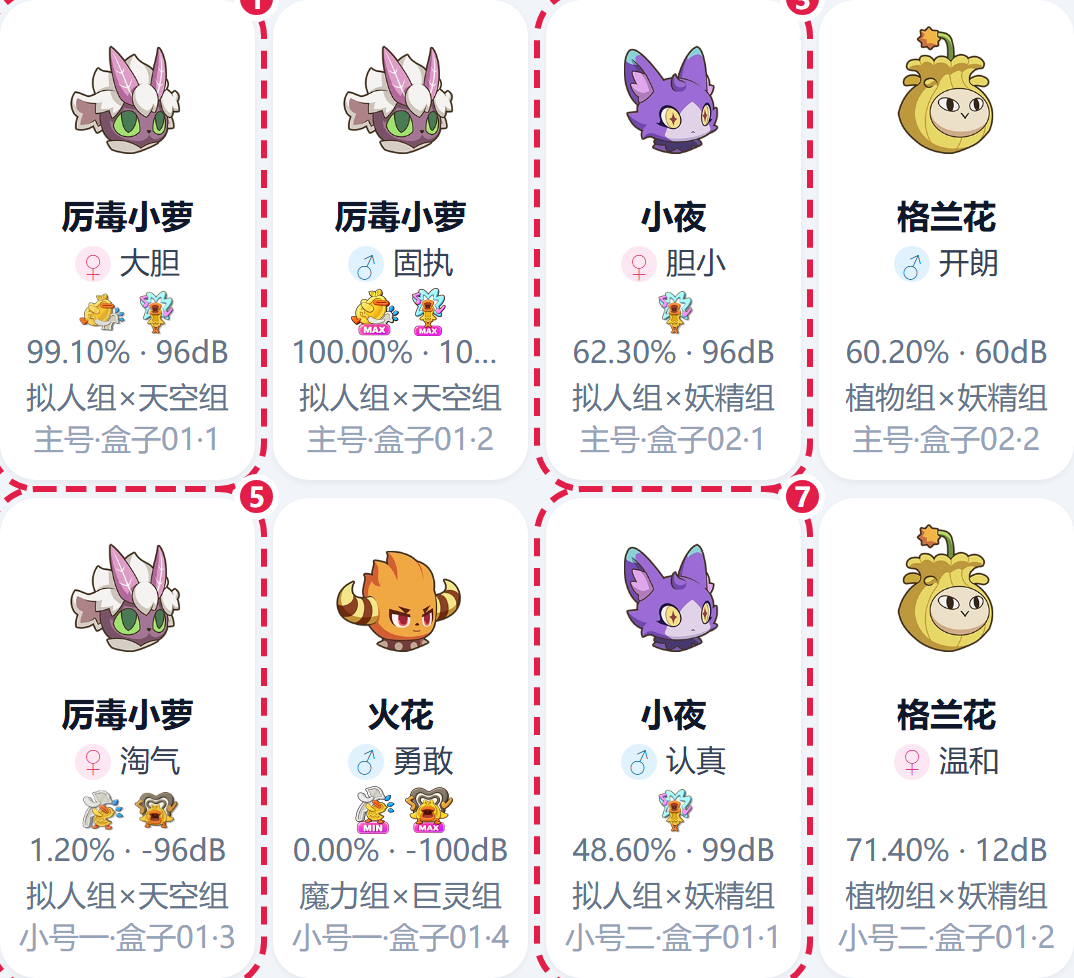 1
3
厉毒小萝
♀ 大胆
99.10% · 96dB
拟人组×天空组
主号·盒子01·1
厉毒小萝
♂ 固执
MAX MAX
100.00% · 10...
拟人组×天空组
主号·盒子01·2
小夜
♀ 胆小
62.30% · 96dB
拟人组×妖精组
主号·盒子02·1
格兰花
♂ 开朗
60.20% · 60dB
植物组×妖精组
主号·盒子02·2
5
7
厉毒小萝
♀ 淘气
1.20% · -96dB
拟人组×天空组
小号一·盒子01·3
火花
♂ 勇敢
MIN MAX
0.00% · -100dB
魔力组×巨灵组
小号一·盒子01·4
小夜
♂ 认真
48.60% · 99dB
拟人组×妖精组
小号二·盒子01·1
格兰花
♀ 温和
71.40% · 12dB
植物组×妖精组
小号二·盒子01·2